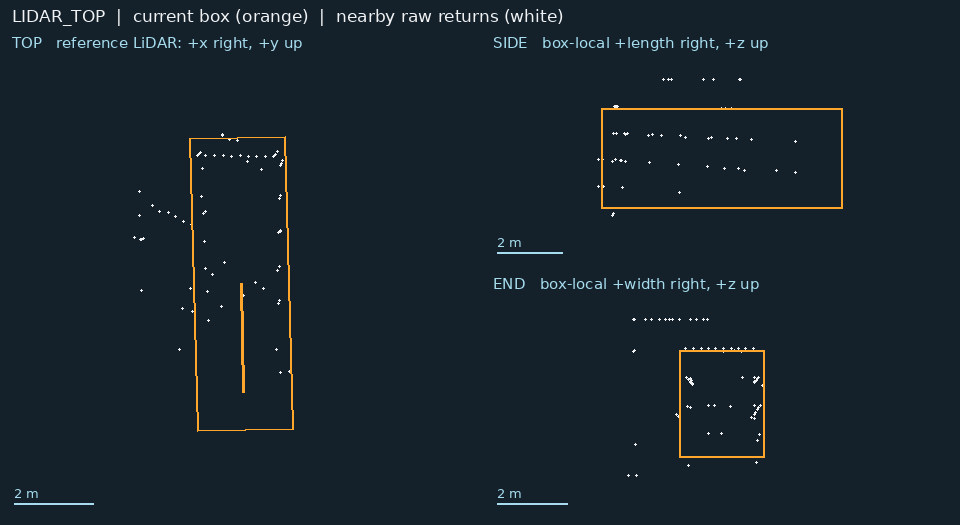 LIDAR_TOP | current box (orange) | nearby raw returns (white)
TOP reference LiDAR: +x right, +y up
SIDE box-local +length right, +z up
2 m
END box-local +width right, +z up
2 m
2 m